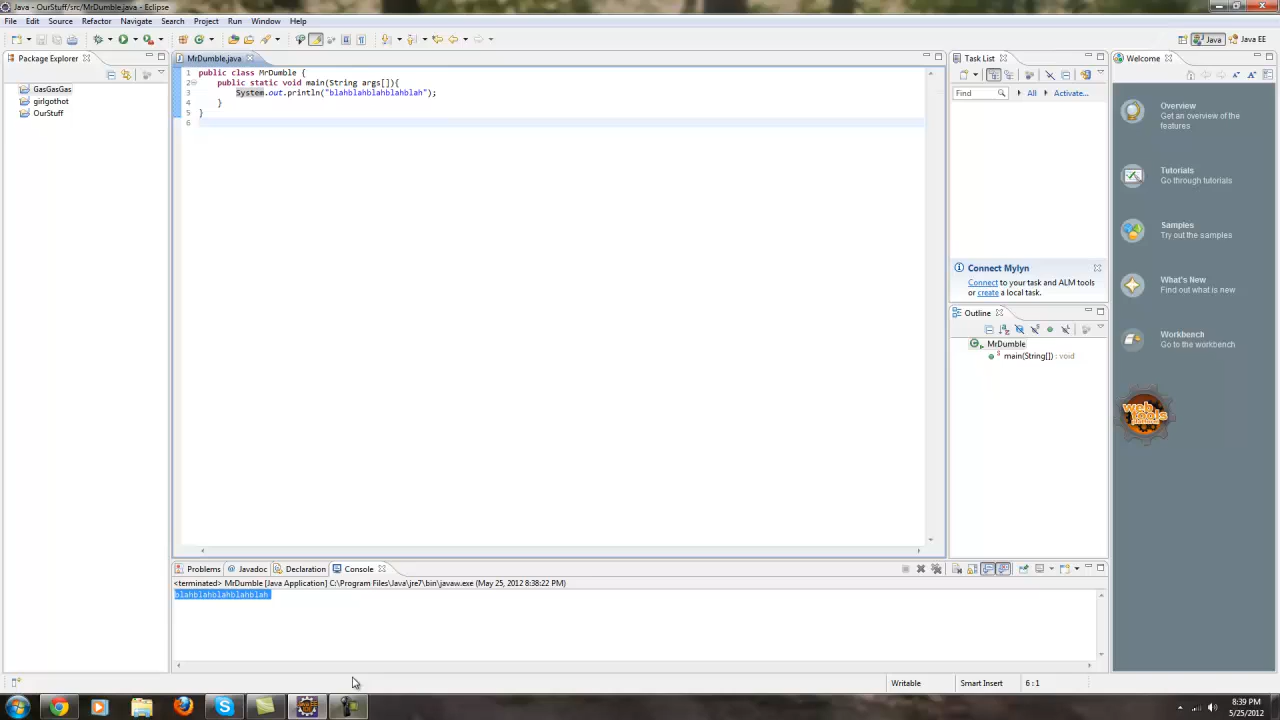 Java - OurStuff/src/MrDumble.java - Eclipse
File Edit Source Refactor Navigate Search Project Run Window Help
Java Java EE
Package Explorer
GasGasGas
girlgothot
OurStuff
MrDumble.java
1 public class MrDumble {
2 public static void main(String args[]){
3 System.out.println("blahblahblahblahblah");
4 }
5 }
6
Task List
Find All Activate...
Connect Mylyn
Connect to your task and ALM tools
or create a local task.
Outline
MrDumble
main(String[]) : void
Welcome
Overview
Get an overview of the
features
Tutorials
Go through tutorials
Samples
Try out the samples
What's New
Find out what is new
Workbench
Go to the workbench
web
tools
platform
Problems @ Javadoc Declaration Console
<terminated> MrDumble [Java Application] C:\Program Files\Java\jre7\bin\javaw.exe (May 25, 2012 8:38:22 PM)
blahblahblahblahblah
Writable Smart Insert 6 : 1
8:39 PM
5/25/2012